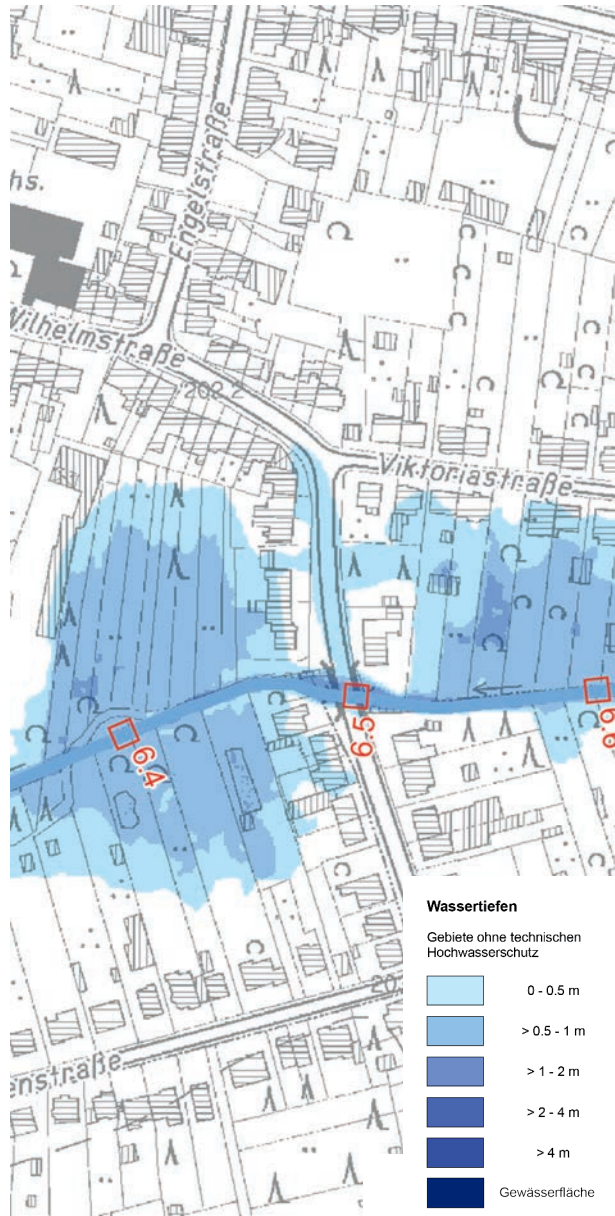 hs.
Engelstraße
Wilhelmstraße
202.2
Viktoriastraße
6.4
6.5
6.6
20
enstraße
Wassertiefen
Gebiete ohne technischen
Hochwasserschutz
0 - 0.5 m
> 0.5 - 1 m
> 1 - 2 m
> 2 - 4 m
> 4 m
Gewässerfläche